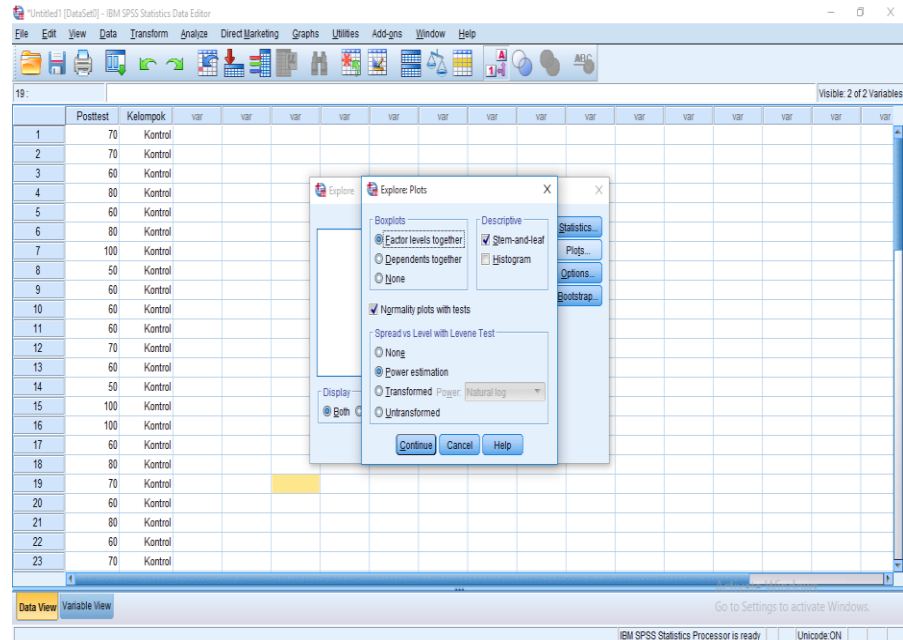 *Untitled1 [DataSet0] - IBM SPSS Statistics Data Editor
File Edit View Data Transform Analyze Direct Marketing Graphs Utilities Add-ons Window Help
19 :
Visible: 2 of 2 Variables
Posttest Kelompok var var var var var var var var var var var var var var var
1 70 Kontrol
2 70 Kontrol
3 60 Kontrol
4 80 Kontrol
5 60 Kontrol
6 80 Kontrol
7 100 Kontrol
8 50 Kontrol
9 60 Kontrol
10 60 Kontrol
11 60 Kontrol
12 70 Kontrol
13 60 Kontrol
14 50 Kontrol
15 100 Kontrol
16 100 Kontrol
17 60 Kontrol
18 80 Kontrol
19 70 Kontrol
20 60 Kontrol
21 80 Kontrol
22 60 Kontrol
23 70 Kontrol
Explore
Statistics...
Plots...
Options...
Bootstrap...
Display
Both
Explore: Plots
Boxplots
Factor levels together
Dependents together
None
Descriptive
Stem-and-leaf
Histogram
Normality plots with tests
Spread vs Level with Levene Test
None
Power estimation
Transformed Power: Natural log
Untransformed
Continue Cancel Help
Data View Variable View
Activate Windows
Go to Settings to activate Windows.
IBM SPSS Statistics Processor is ready Unicode:ON